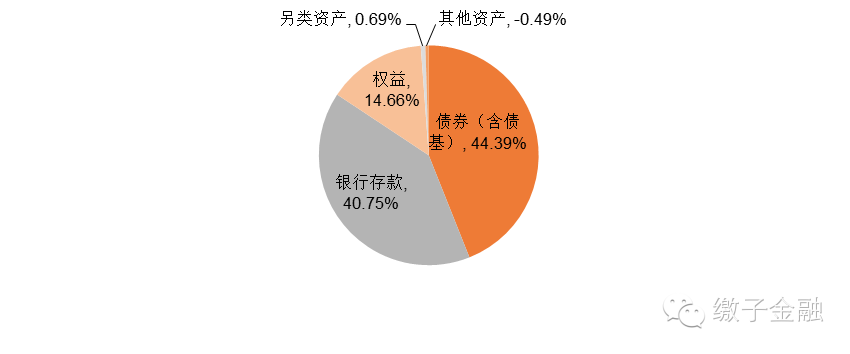 另类资产, 0.69%
其他资产, -0.49%
权益,
14.66%
债券（含债
基）, 44.39%
银行存款,
40.75%
缴子金融